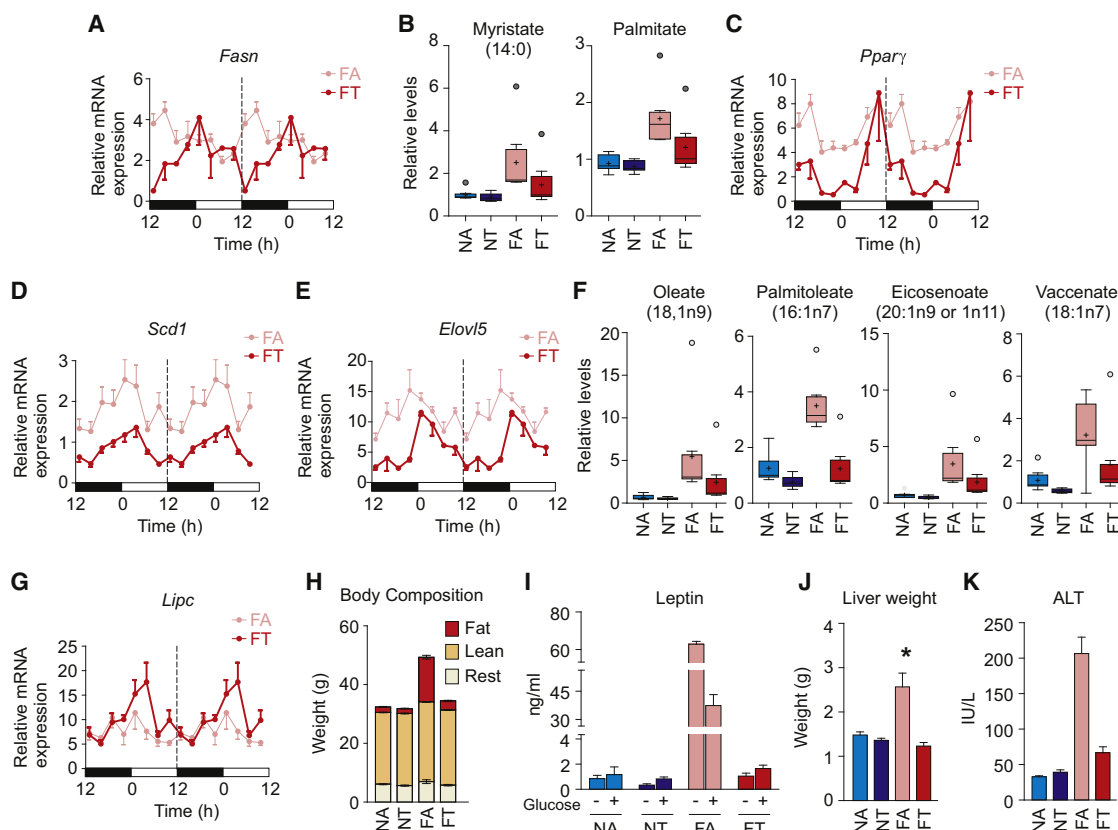 A
Fasn
FA
FT
Relative mRNA
expression
6
4
2
0
12 0 12 0 12
Time (h)
B
Myristate
(14:0)
Palmitate
Relative levels
8
6
4
2
0
3
2
1
0
NA NT FA FT
NA NT FA FT
C
Pparγ
FA
FT
Relative mRNA
expression
10
8
6
4
2
0
12 0 12 0 12
Time (h)
D
Scd1
FA
FT
Relative mRNA
expression
3
2
1
0
12 0 12 0 12
Time (h)
E
Elovl5
FA
FT
20
15
10
5
0
12 0 12 0 12
Time (h)
F
Oleate
(18,1n9)
Palmitoleate
(16:1n7)
Eicosenoate
(20:1n9 or 1n11)
Vaccenate
(18:1n7)
Relative levels
20
15
10
5
0
6
4
2
0
15
10
5
0
8
6
4
2
0
NA NT FA FT
NA NT FA FT
NA NT FA FT
NA NT FA FT
G
Lipc
FA
FT
Relative mRNA
expression
25
20
15
10
5
0
12 0 12 0 12
Time (h)
H
Body Composition
Fat
Lean
Rest
Weight (g)
60
40
20
0
NA NT FA FT
I
Leptin
ng/ml
80
60
45
30
4
2
0
Glucose - + - + - + - +
NA NT FA FT
J
Liver weight
*
Weight (g)
4
3
2
1
0
NA NT FA FT
K
ALT
IU/L
250
200
150
100
50
0
NA NT FA FT